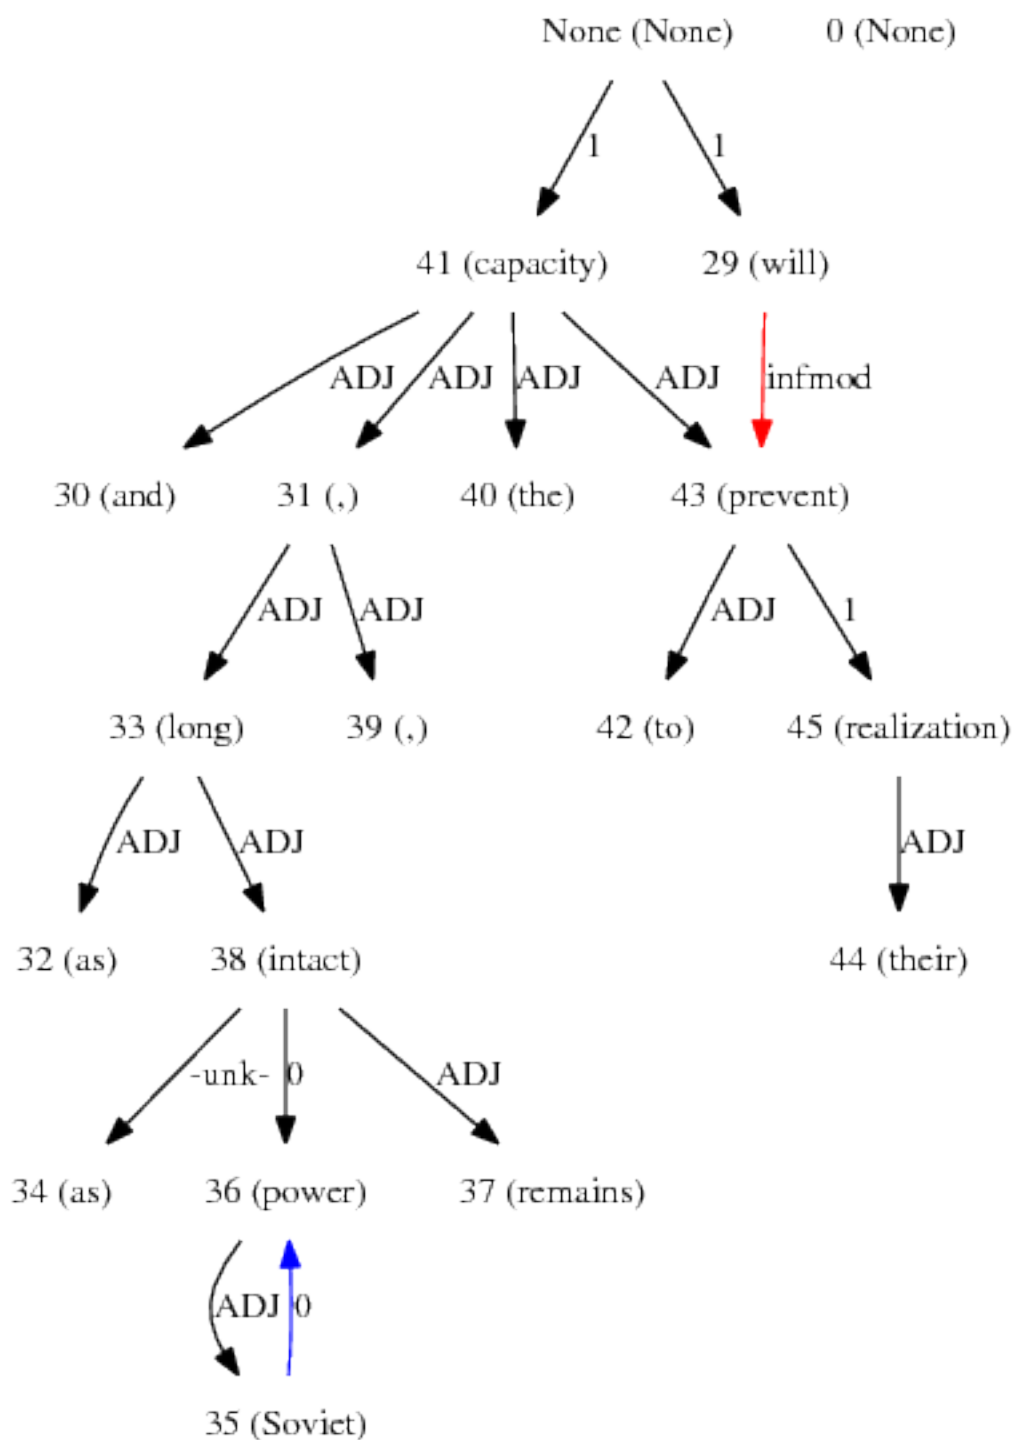 None (None) 0 (None)
1 1
41 (capacity) 29 (will)
ADJ ADJ ADJ ADJ infmod
30 (and) 31 (,) 40 (the) 43 (prevent)
ADJ ADJ ADJ 1
33 (long) 39 (,) 42 (to) 45 (realization)
ADJ ADJ ADJ
32 (as) 38 (intact) 44 (their)
-unk- 0 ADJ
34 (as) 36 (power) 37 (remains)
ADJ 0
35 (Soviet)